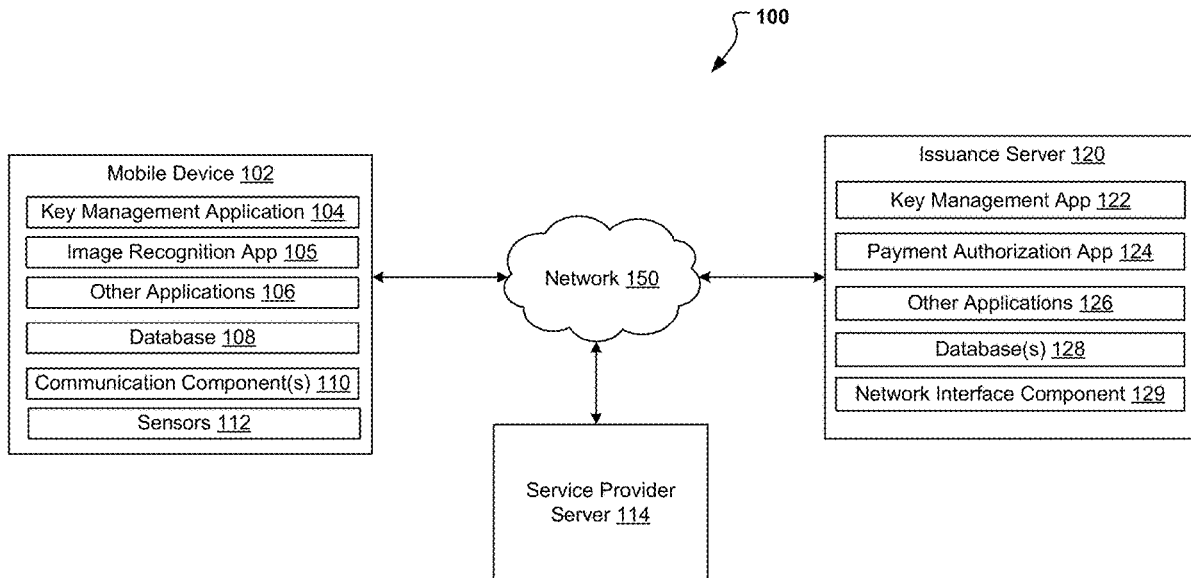 100
Mobile Device 102
Key Management Application 104
Image Recognition App 105
Other Applications 106
Database 108
Communication Component(s) 110
Sensors 112
Network 150
Issuance Server 120
Key Management App 122
Payment Authorization App 124
Other Applications 126
Database(s) 128
Network Interface Component 129
Service Provider
Server 114